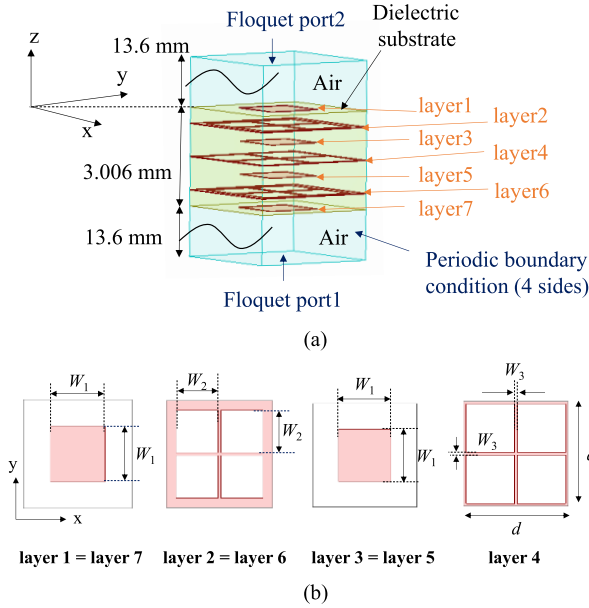 Floquet port2
Dielectric
substrate
13.6 mm
z
y
x
Air
layer1
layer2
layer3
layer4
layer5
layer6
layer7
3.006 mm
13.6 mm
Air
Periodic boundary
condition (4 sides)
Floquet port1
(a)
W1
W1
W2
W2
W1
W1
W3
W3
d
y
x
layer 1 = layer 7
layer 2 = layer 6
layer 3 = layer 5
layer 4
(b)